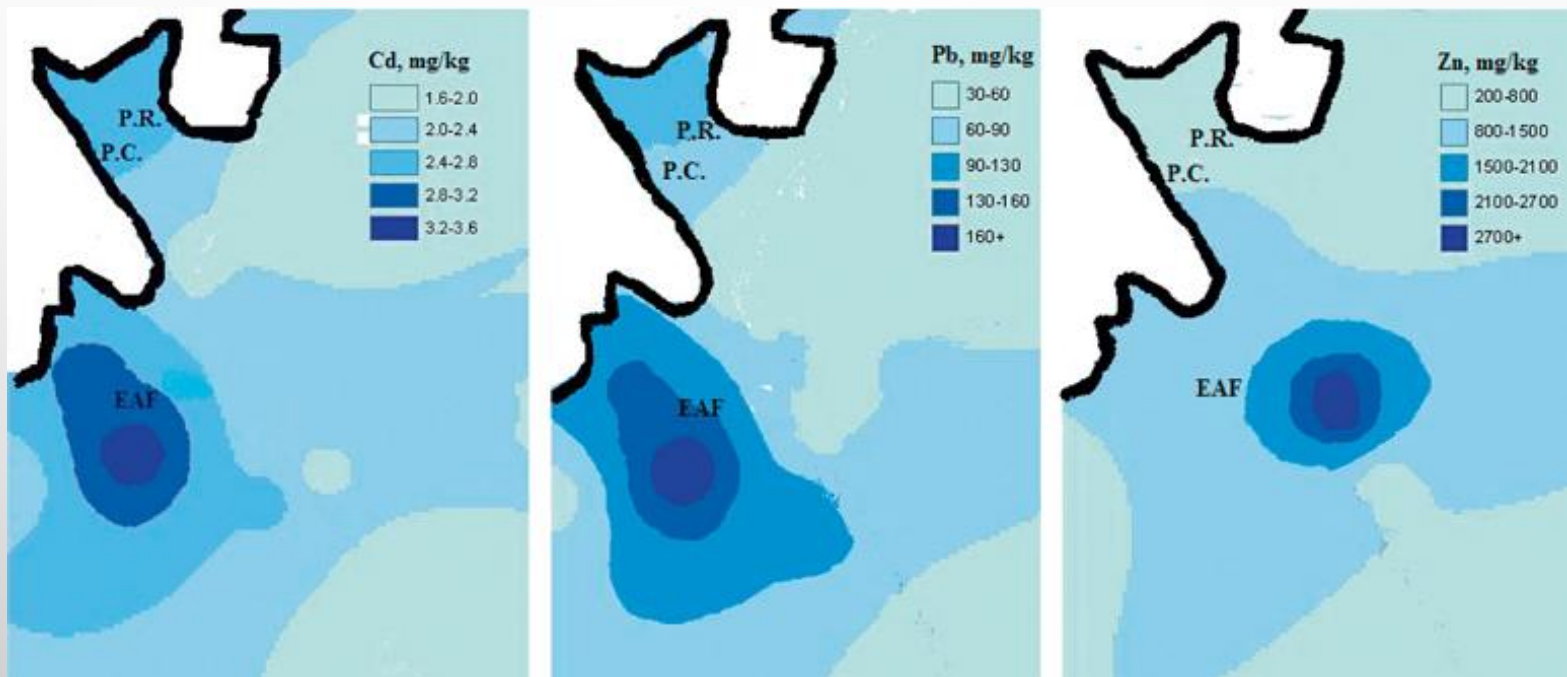 Cd, mg/kg
1.6-2.0
2.0-2.4
2.4-2.8
2.8-3.2
3.2-3.6
P.R.
P.C.
EAF
Pb, mg/kg
30-60
60-90
90-130
130-160
160+
P.R.
P.C.
EAF
Zn, mg/kg
200-800
800-1500
1500-2100
2100-2700
2700+
P.R.
P.C.
EAF